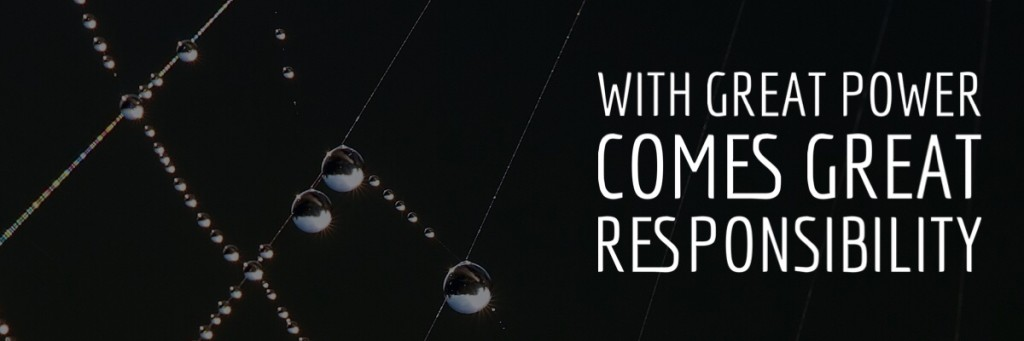 WITH GREAT POWER
COMES GREAT
RESPONSIBILITY